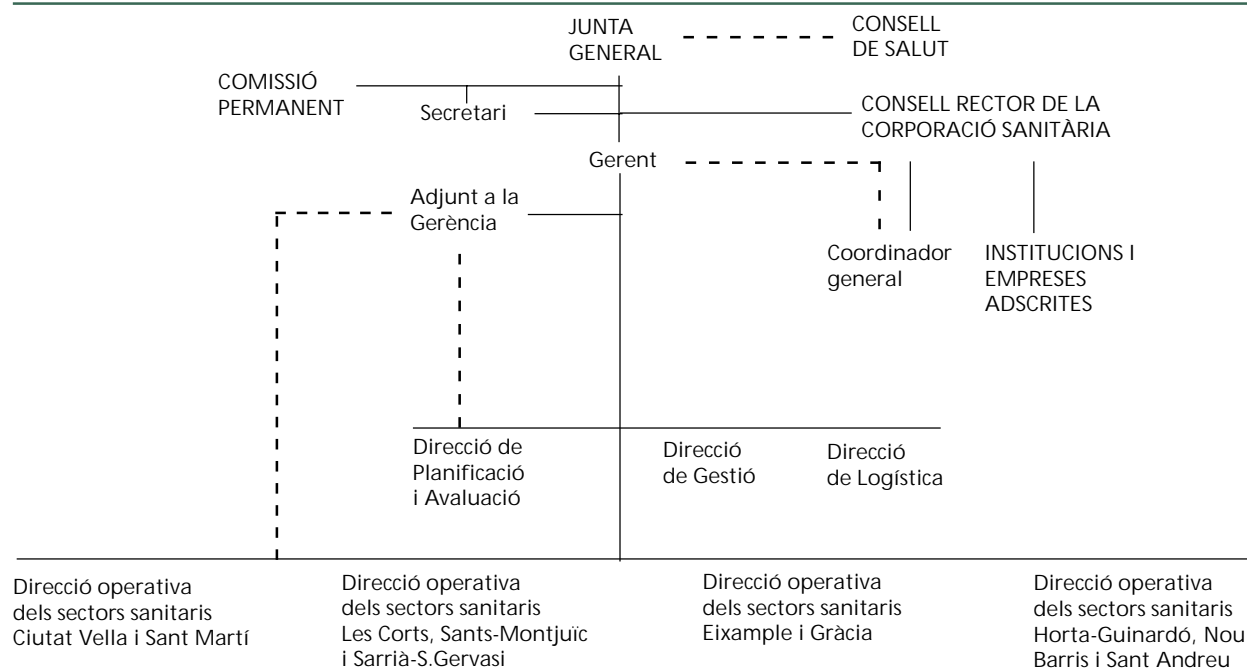 JUNTA
GENERAL
CONSELL
DE SALUT
COMISSIÓ
PERMANENT
Secretari
CONSELL RECTOR DE LA
CORPORACIÓ SANITÀRIA
Gerent
Adjunt a la
Gerència
Coordinador
general
INSTITUCIONS I
EMPRESES
ADSCRITES
Direcció de
Planificació
i Avaluació
Direcció
de Gestió
Direcció
de Logística
Direcció operativa
dels sectors sanitaris
Ciutat Vella i Sant Martí
Direcció operativa
dels sectors sanitaris
Les Corts, Sants-Montjuïc
i Sarrià-S.Gervasi
Direcció operativa
dels sectors sanitaris
Eixample i Gràcia
Direcció operativa
dels sectors sanitaris
Horta-Guinardó, Nou
Barris i Sant Andreu